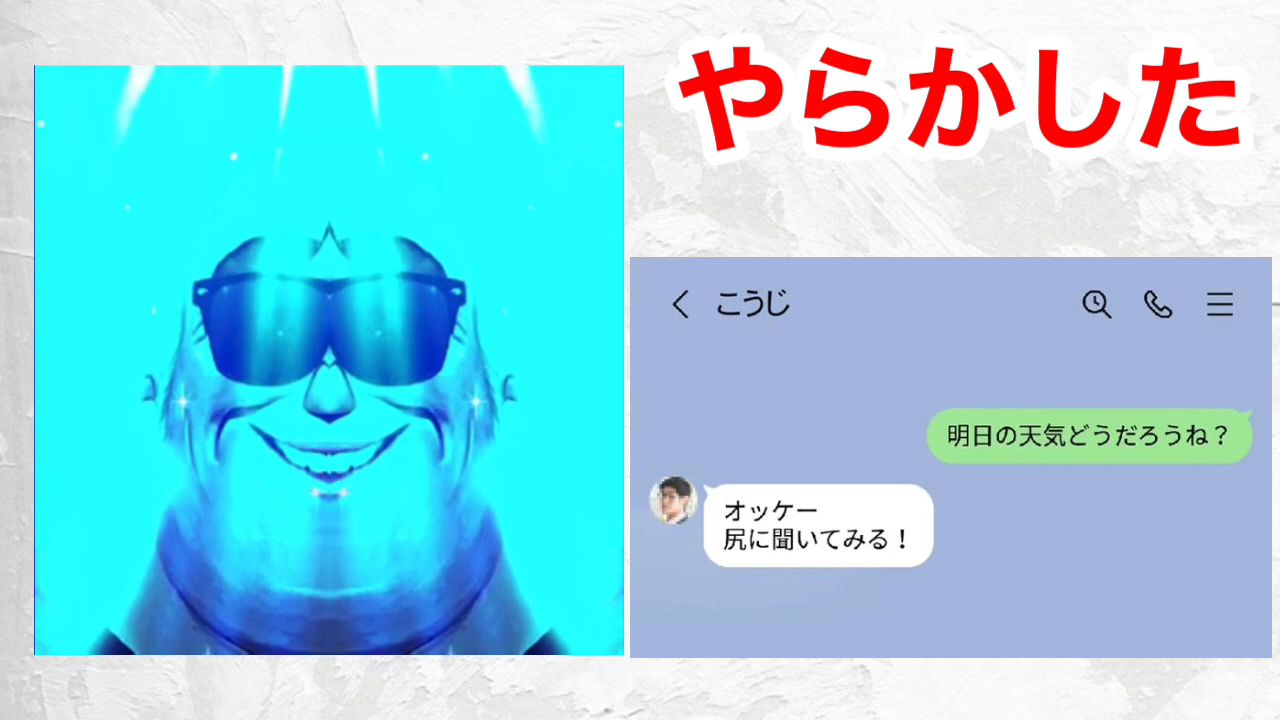 やらかした
こうじ
明日の天気どうだろうね？
オッケー
尻に聞いてみる！